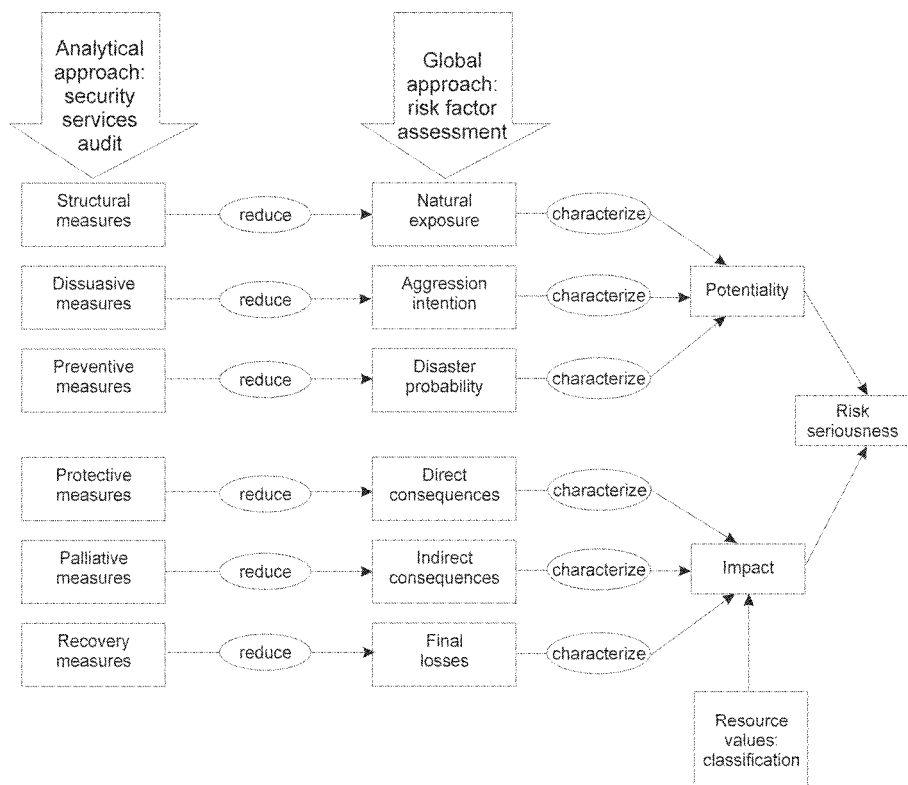 Analytical
approach:
security
services
audit
Global
approach:
risk factor
assessment
Structural
measures
reduce
Natural
exposure
characterize
Dissuasive
measures
reduce
Aggression
intention
characterize
Potentiality
Preventive
measures
reduce
Disaster
probability
characterize
Risk
seriousness
Protective
measures
reduce
Direct
consequences
characterize
Palliative
measures
reduce
Indirect
consequences
characterize
Impact
Recovery
measures
reduce
Final
losses
characterize
Resource
values:
classification